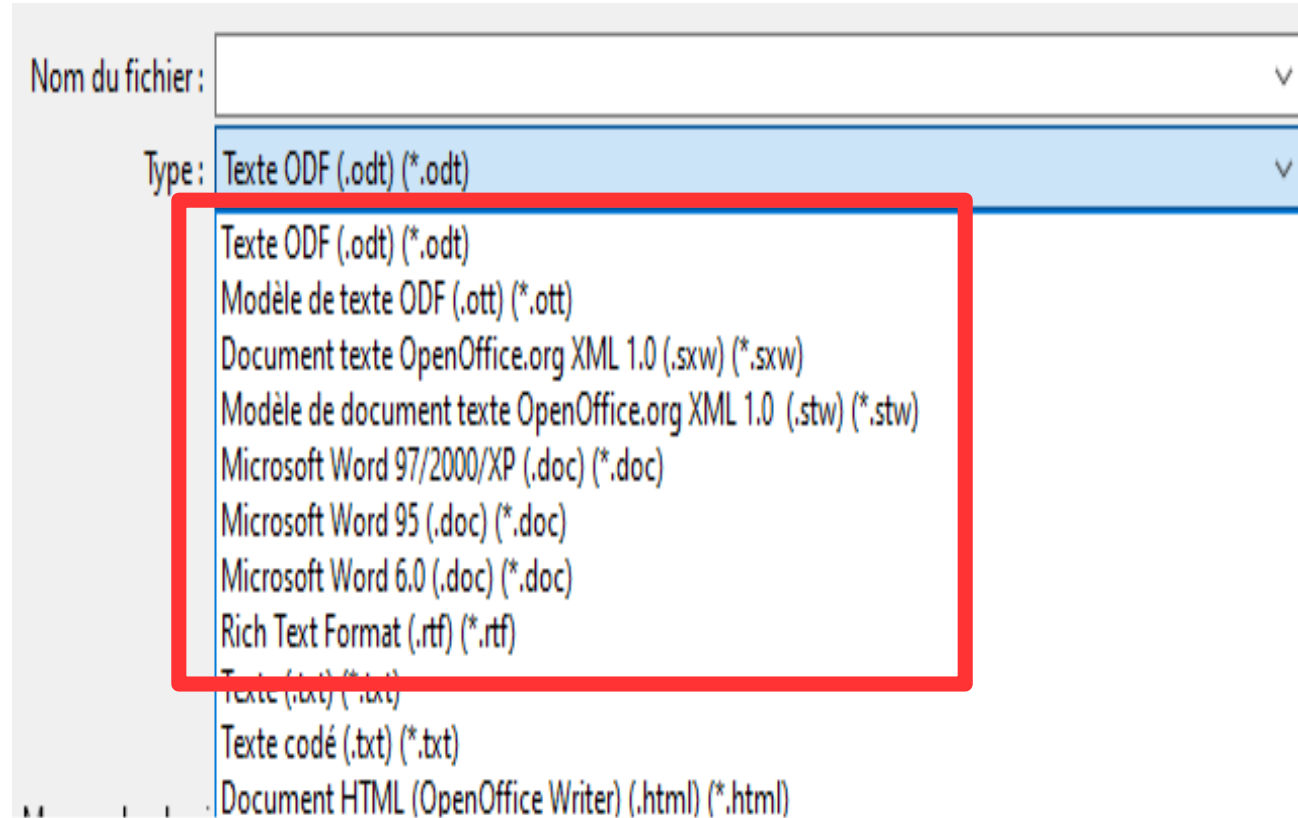 Nom du fichier :
Type : Texte ODF (.odt) (*.odt)
Texte ODF (.odt) (*.odt)
Modèle de texte ODF (.ott) (*.ott)
Document texte OpenOffice.org XML 1.0 (.sxw) (*.sxw)
Modèle de document texte OpenOffice.org XML 1.0 (.stw) (*.stw)
Microsoft Word 97/2000/XP (.doc) (*.doc)
Microsoft Word 95 (.doc) (*.doc)
Microsoft Word 6.0 (.doc) (*.doc)
Rich Text Format (.rtf) (*.rtf)
Texte (.txt) (*.txt)
Texte codé (.txt) (*.txt)
Document HTML (OpenOffice Writer) (.html) (*.html)